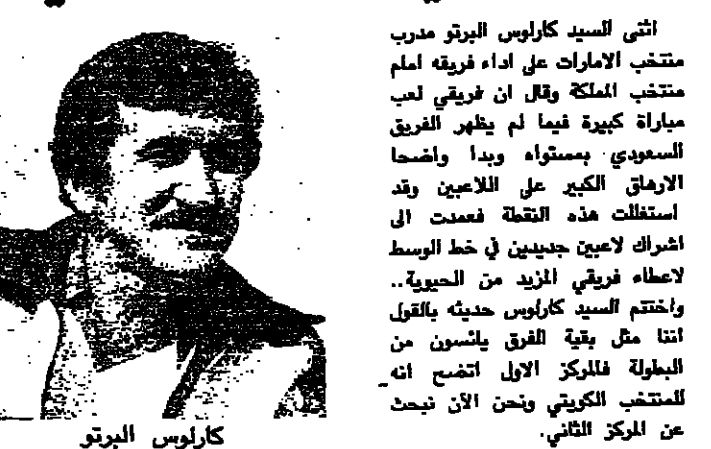 اثنى السيد كارلوس البرتو مدرب
منتخب الامارات على اداء فريقه امام
منتخب المملكة وقال ان فريقي لعب
مباراة كبيرة فيما لم يظهر الفريق
السعودي بمستواه وبدا واضحا
الارهاق الكبير على اللاعبين وقد
استغللت هذه النقطة فعمدت الى
اشراك لاعبين جديدين في خط الوسط
لاعطاء فريقي المزيد من الحيوية..
واختتم السيد كارلوس حديثه بالقول
اننا مثل بقية الفرق يائسون من
البطولة فالمركز الاول اتضح انه
للمنتخب الكويتي ونحن الآن نبحث
عن المركز الثاني.
كارلوس البرتو